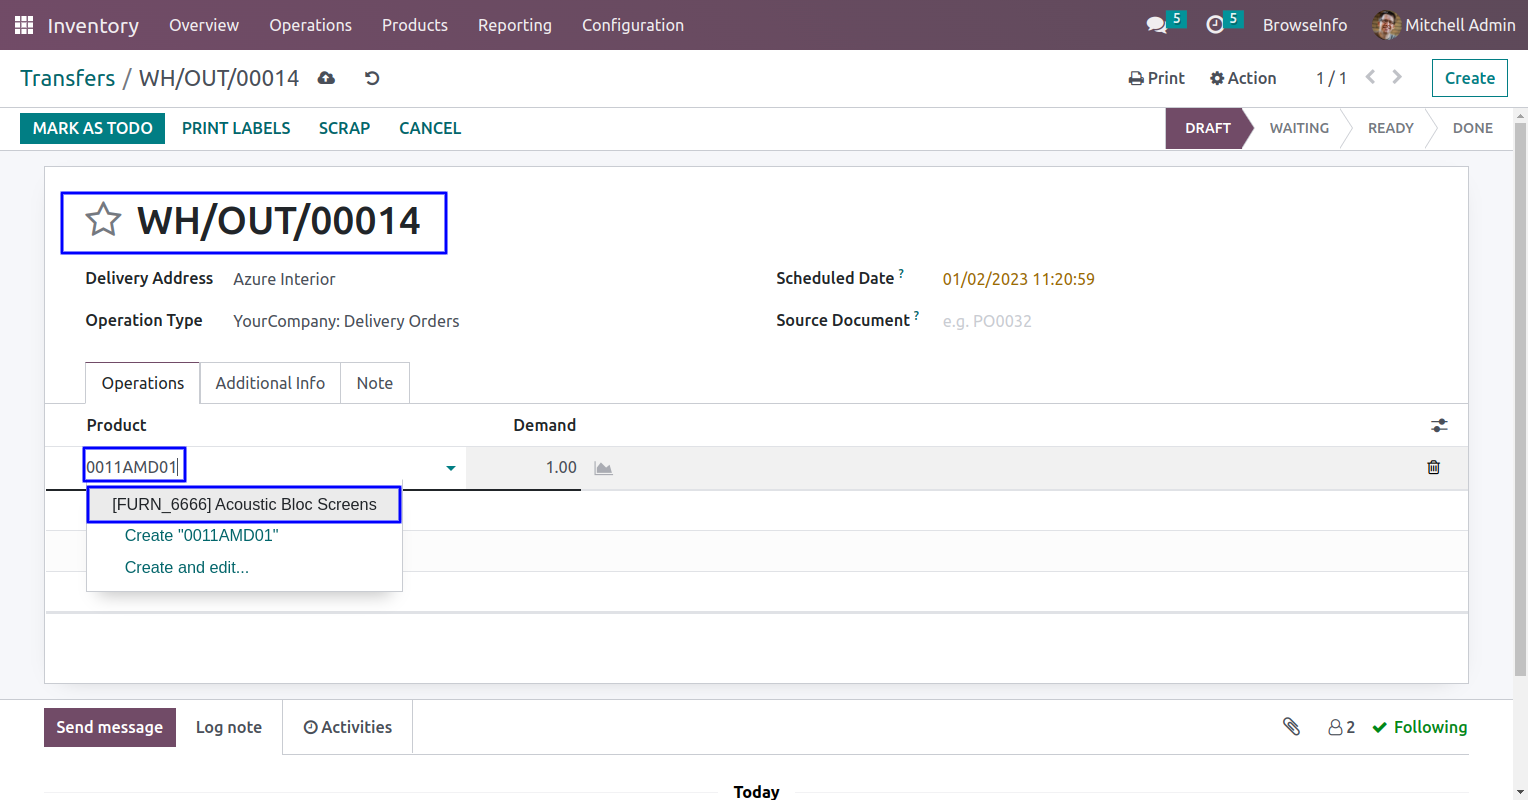 Inventory Overview Operations Products Reporting Configuration 5 5 BrowseInfo Mitchell Admin
Transfers / WH/OUT/00014 Print Action 1 / 1 Create
MARK AS TODO PRINT LABELS SCRAP CANCEL DRAFT WAITING READY DONE
WH/OUT/00014
Delivery Address Azure Interior Scheduled Date ? 01/02/2023 11:20:59
Operation Type YourCompany: Delivery Orders Source Document ? e.g. PO0032
Operations Additional Info Note
Product Demand
0011AMD01 1.00
[FURN_6666] Acoustic Bloc Screens
Create "0011AMD01"
Create and edit...
Send message Log note Activities 2 Following
Today